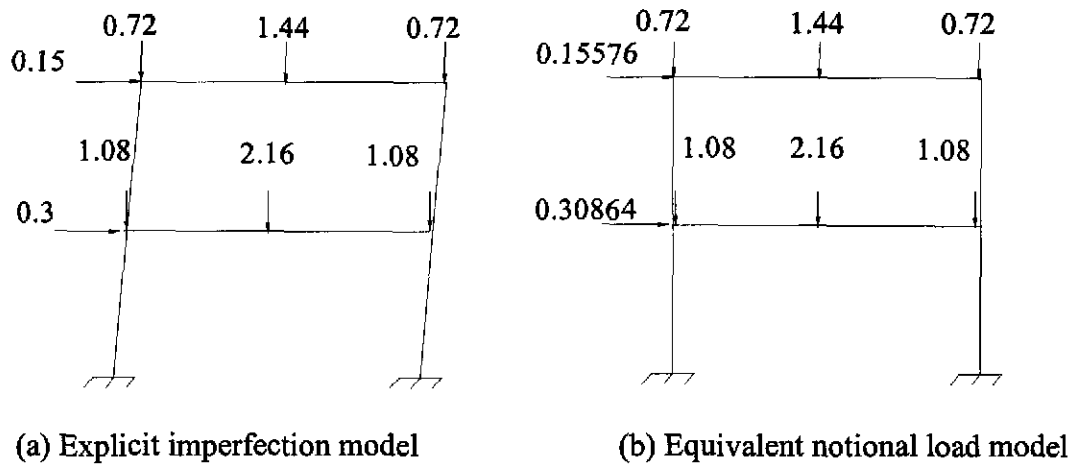 0.72 1.44 0.72
0.15
1.08 2.16 1.08
0.3
(a) Explicit imperfection model
0.72 1.44 0.72
0.15576
1.08 2.16 1.08
0.30864
(b) Equivalent notional load model